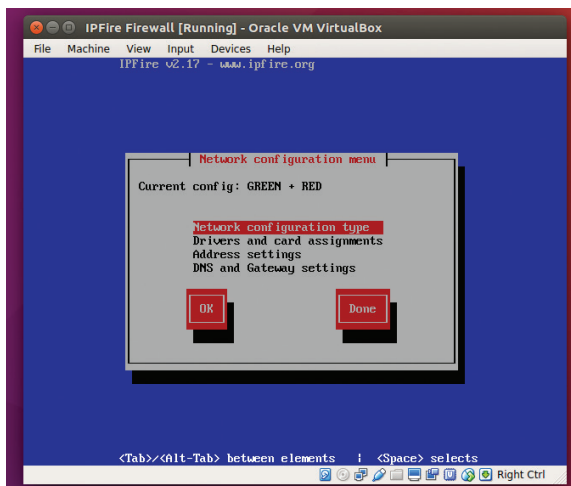 IPFire Firewall [Running] - Oracle VM VirtualBox
File Machine View Input Devices Help
IPFire v2.17 - www.ipfire.org
Network configuration menu
Current config: GREEN + RED
Network configuration type
Drivers and card assignments
Address settings
DNS and Gateway settings
OK Done
<Tab>/<Alt-Tab> between elements | <Space> selects
Right Ctrl